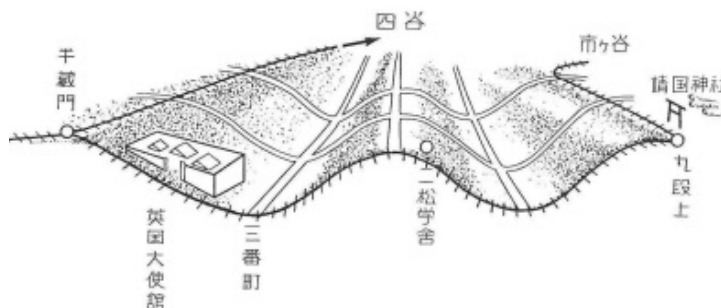 四谷
半蔵門
市ヶ谷
靖国神社
九段上
二松学舎
三番町
英国大使館